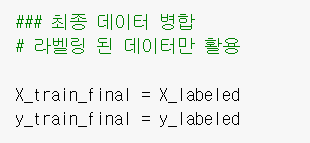 ### 최종 데이터 병합
# 라벨링 된 데이터만 활용
X_train_final = X_labeled
y_train_final = y_labeled